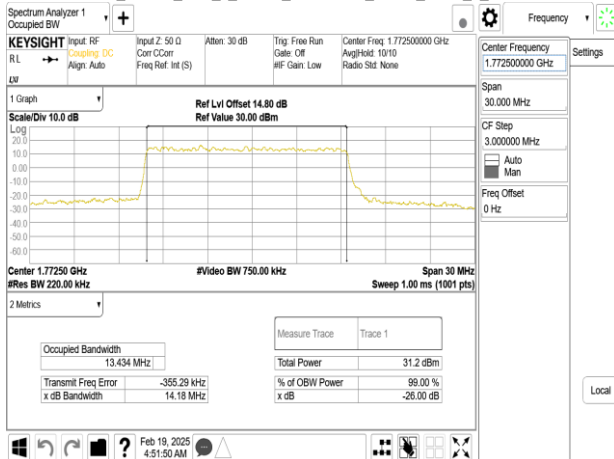 Spectrum Analyzer 1
Occupied BW
Frequency
KEYSIGHT
RL
LXI
Input: RF
Coupling: DC
Align: Auto
Input Z: 50 Ω
Corr CCorr
Freq Ref: Int (S)
Atten: 30 dB
Trig: Free Run
Gate: Off
#IF Gain: Low
Center Freq: 1.772500000 GHz
Avg|Hold: 10/10
Radio Std: None
Center Frequency
1.772500000 GHz
Settings
Span
30.000 MHz
CF Step
3.000000 MHz
Auto
Man
Freq Offset
0 Hz
Local
1 Graph
Scale/Div 10.0 dB
Ref Lvl Offset 14.80 dB
Ref Value 30.00 dBm
Log
20.0
10.0
0.00
-10.0
-20.0
-30.0
-40.0
-50.0
-60.0
Center 1.77250 GHz
#Video BW 750.00 kHz
Span 30 MHz
#Res BW 220.00 kHz
Sweep 1.00 ms (1001 pts)
2 Metrics
Measure Trace
Trace 1
Occupied Bandwidth
13.434 MHz
Total Power
31.2 dBm
Transmit Freq Error
-355.29 kHz
% of OBW Power
99.00 %
x dB Bandwidth
14.18 MHz
x dB
-26.00 dB
?
Feb 19, 2025
4:51:50 AM